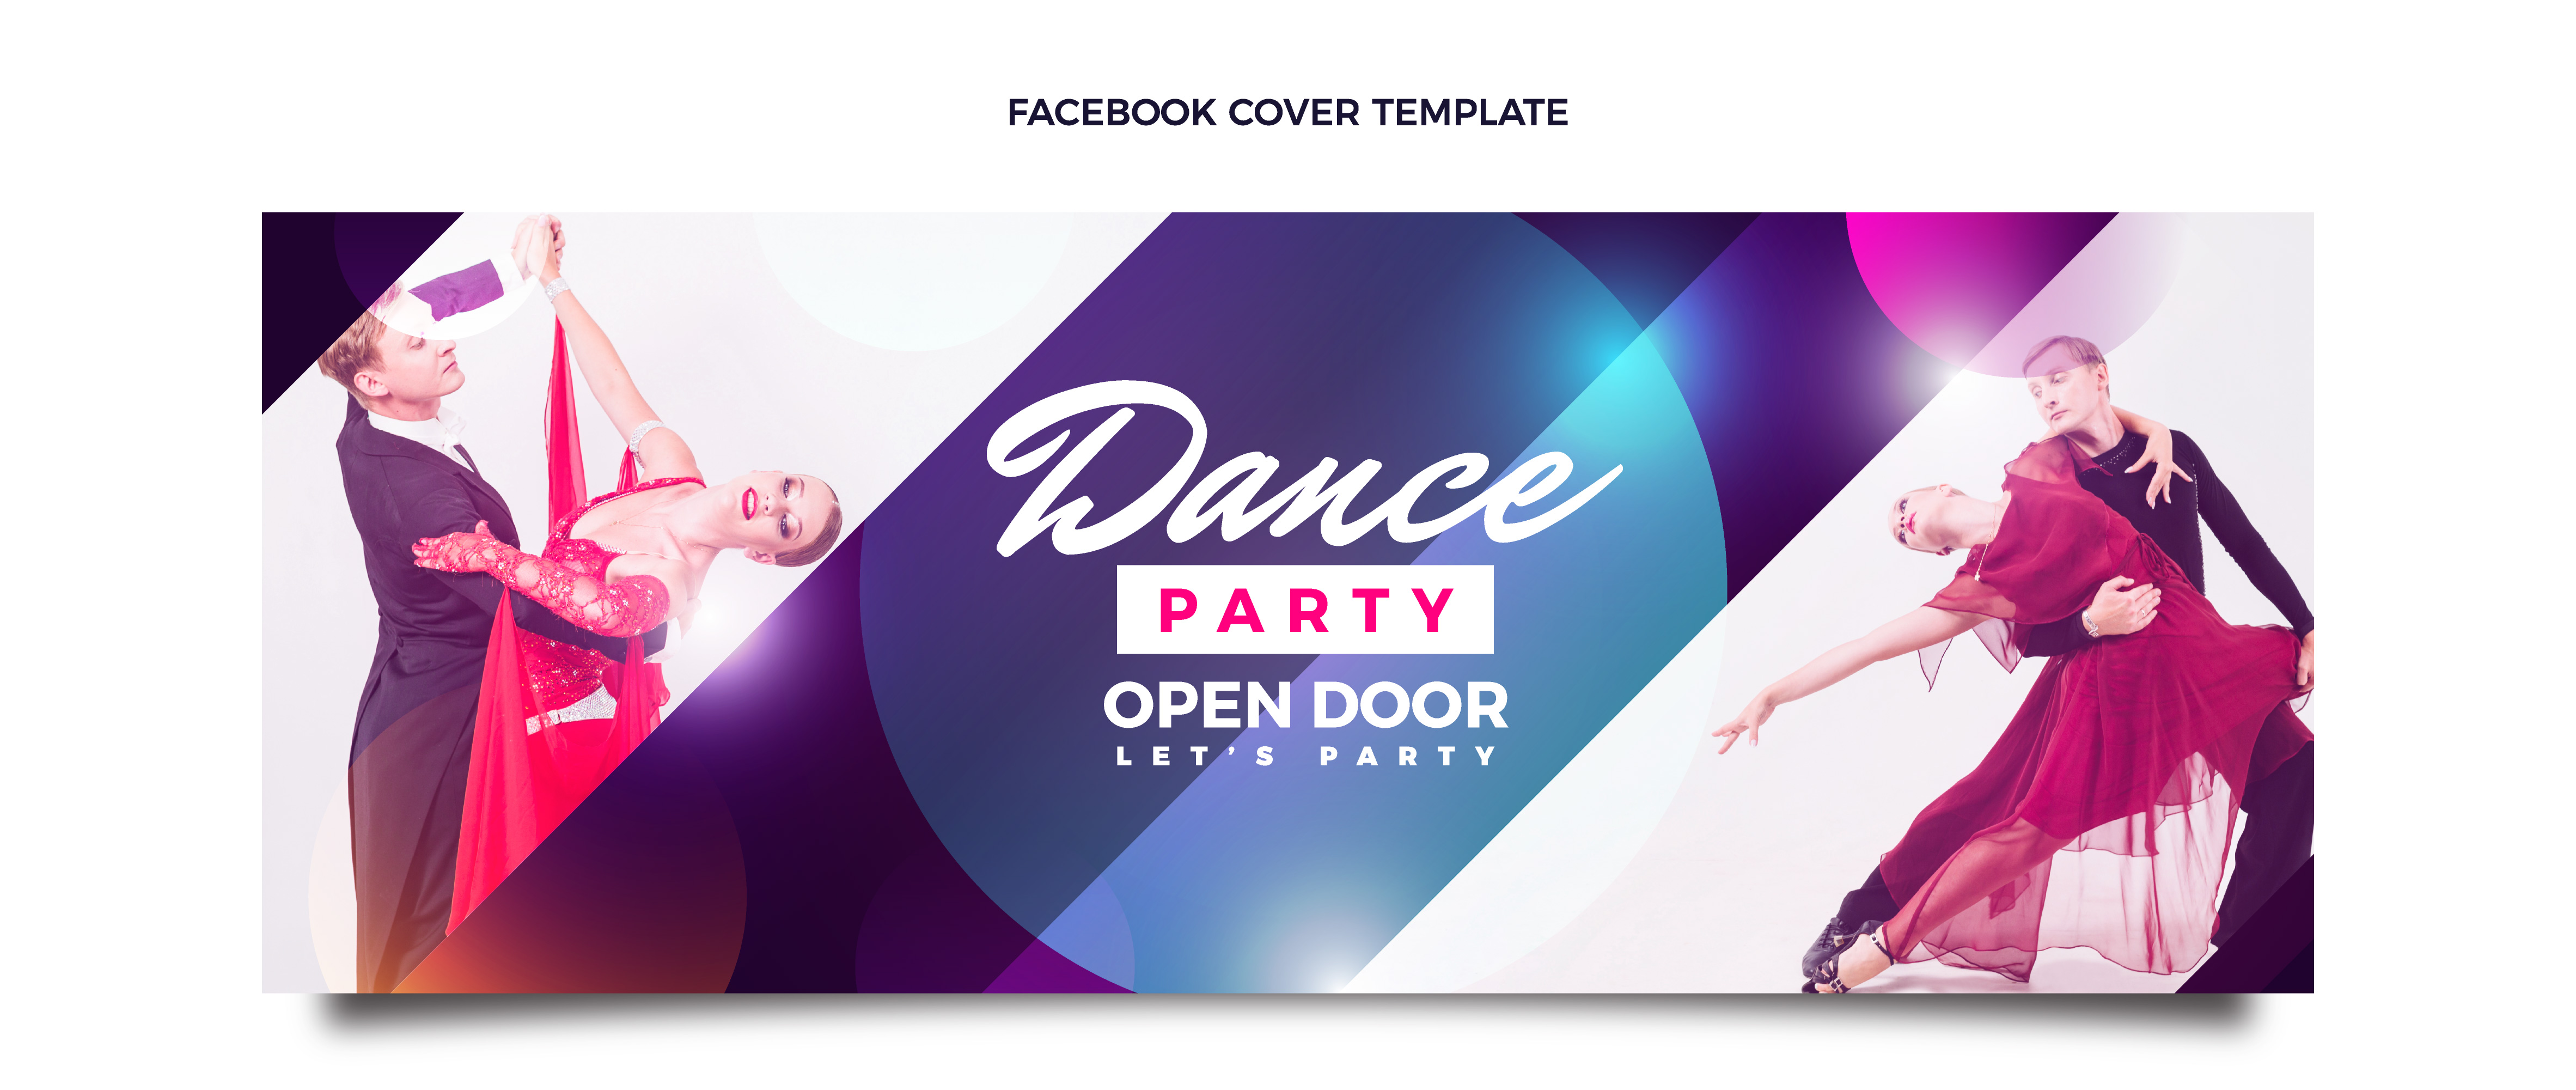 FACEBOOK COVER TEMPLATE
Dance
PARTY
OPEN DOOR
LET'S PARTY